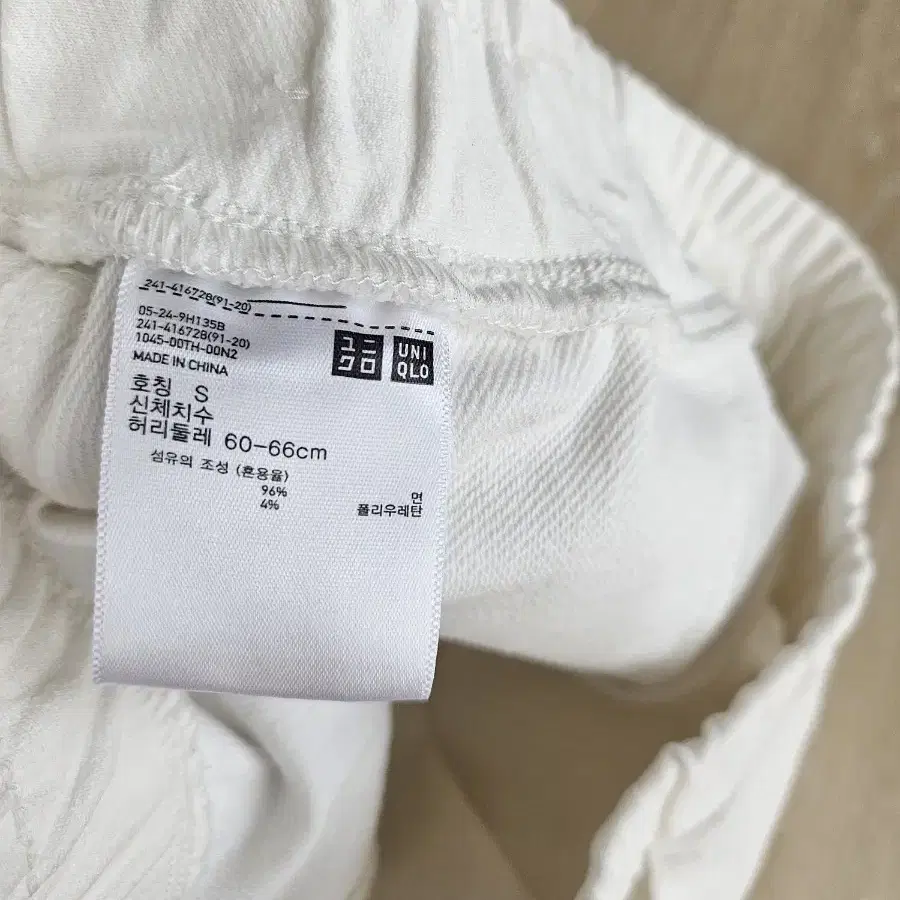 241-416728(91-20)
05-24-9H135B
241-416728(91-20)
1045-00TH-00N2
MADE IN CHINA
ユニ
クロ
UNI
QLO
호칭 S
신체치수
허리둘레 60-66cm
섬유의 조성 (혼용율)
96% 면
4% 폴리우레탄